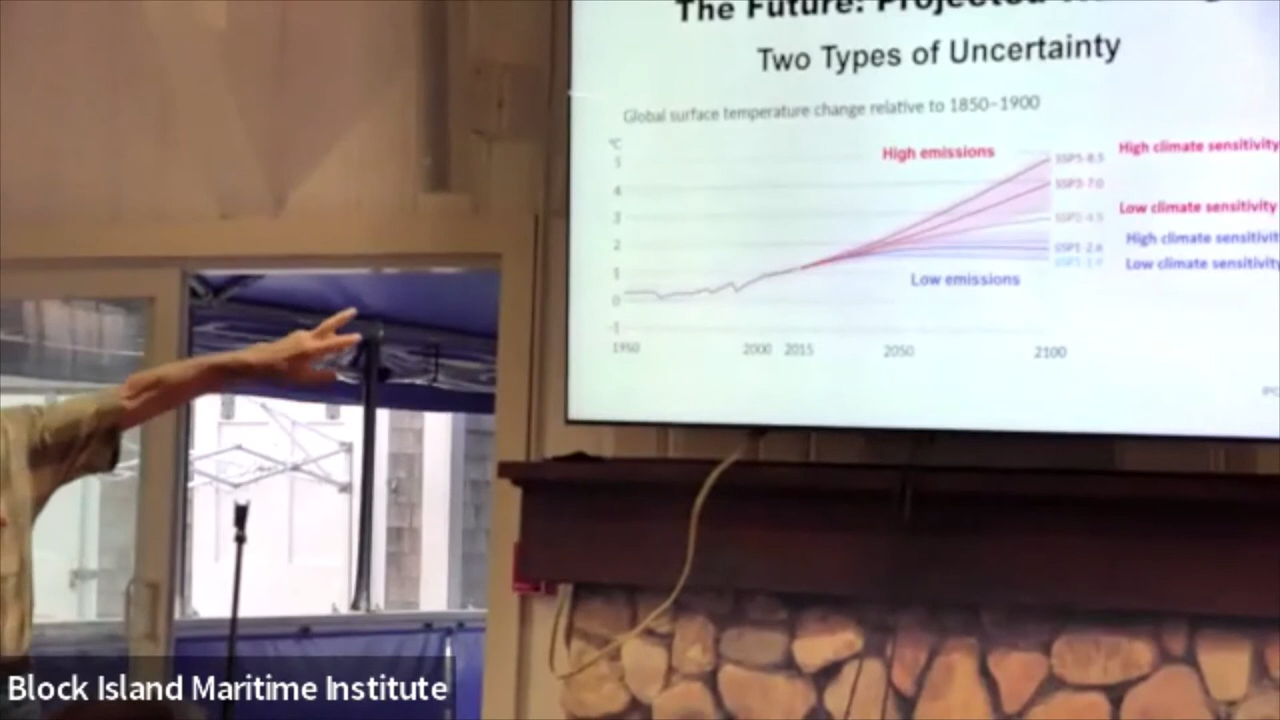 The Future: Projected Warming
Two Types of Uncertainty
Global surface temperature change relative to 1850–1900
°C
5
4
3
2
1
0
-1
High emissions
Low emissions
SSP5-8.5
SSP3-7.0
SSP2-4.5
SSP1-2.6
SSP1-1.9
High climate sensitivity
Low climate sensitivity
High climate sensitivit
Low climate sensitivity
1950
2000
2015
2050
2100
Block Island Maritime Institute